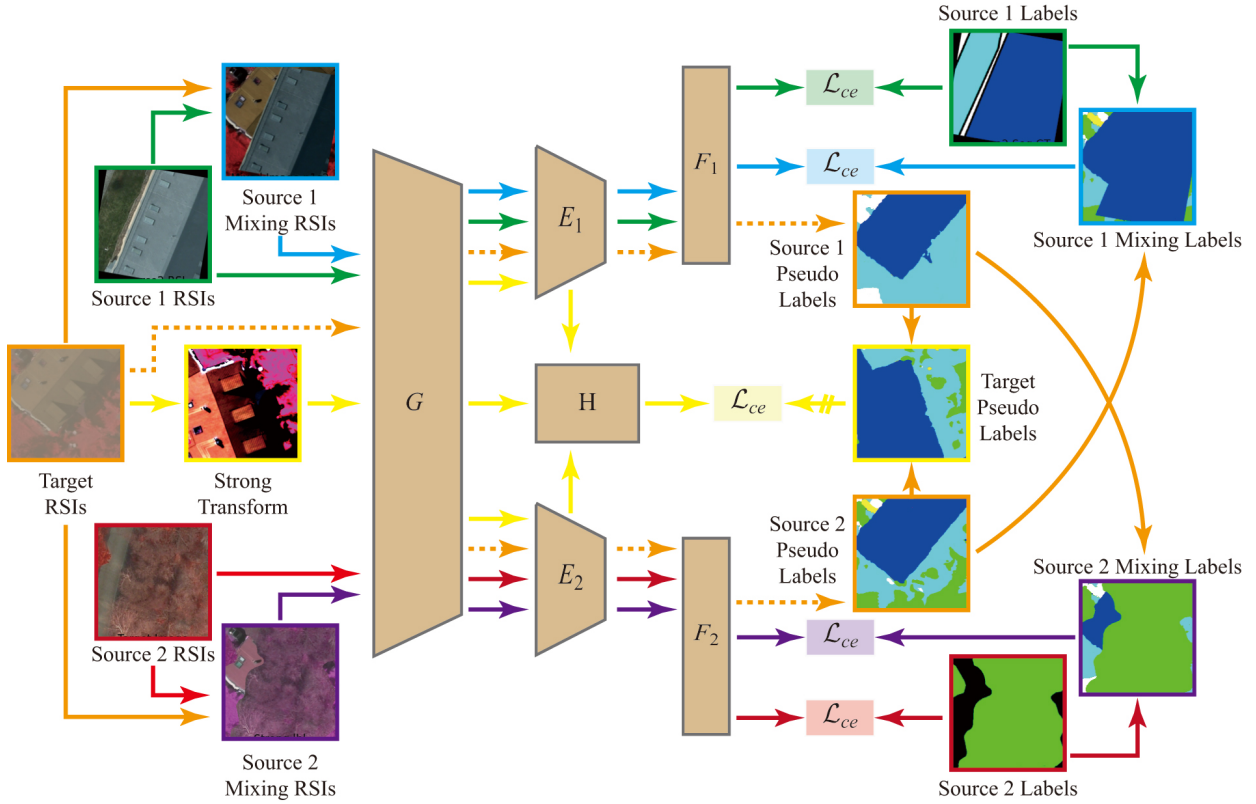 Source 1 Labels
ℒce
F1
ℒce
Source 1
Mixing RSIs
E1
Source 1
Pseudo
Labels
Source 1 Mixing Labels
Source 1 RSIs
G
H
ℒce
Target
Pseudo
Labels
Target
RSIs
Strong
Transform
Source 2
Pseudo
Labels
E2
Source 2 Mixing Labels
F2
ℒce
Source 2 RSIs
ℒce
Source 2
Mixing RSIs
Source 2 Labels